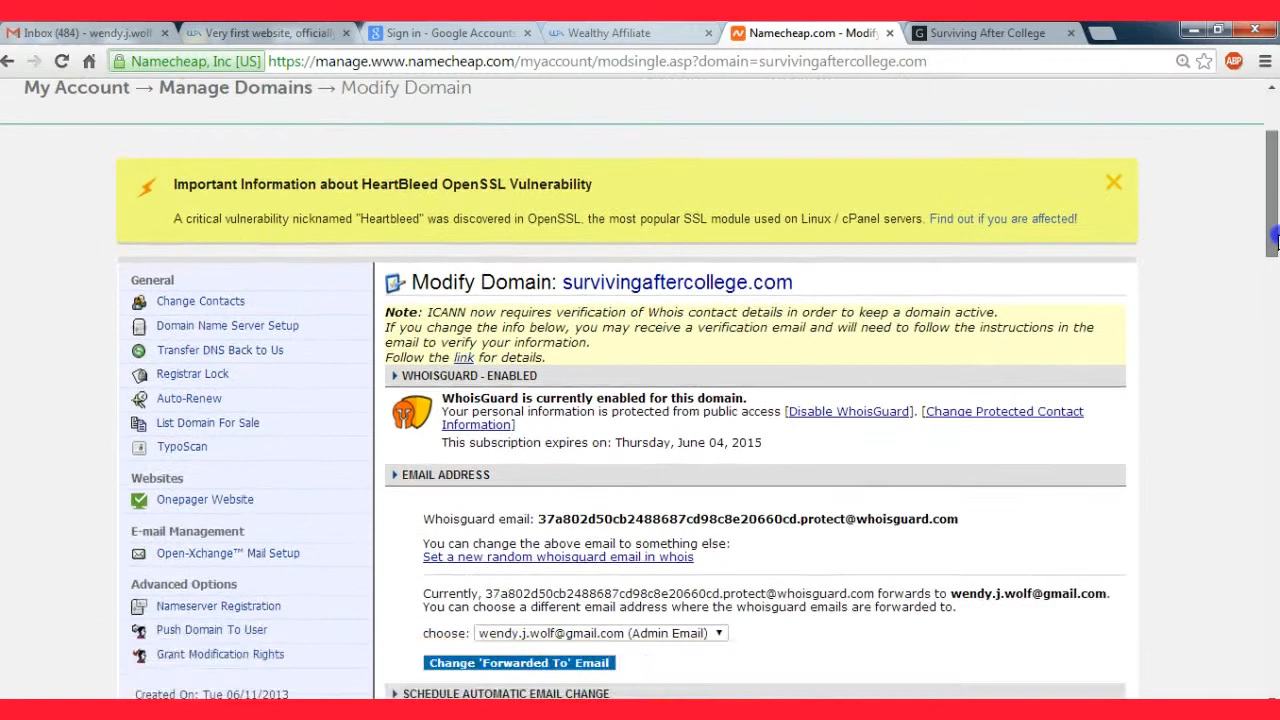 Inbox (484) - wendy.j.wolf
Very first website, officially
Sign in - Google Accounts
Wealthy Affiliate
Namecheap.com - Modify
Surviving After College
Namecheap, Inc [US]
https://manage.www.namecheap.com/myaccount/modsingle.asp?domain=survivingaftercollege.com
ABP
My Account → Manage Domains → Modify Domain
Important Information about HeartBleed OpenSSL Vulnerability
A critical vulnerability nicknamed "Heartbleed" was discovered in OpenSSL, the most popular SSL module used on Linux / cPanel servers. Find out if you are affected!
General
Change Contacts
Domain Name Server Setup
Transfer DNS Back to Us
Registrar Lock
Auto-Renew
List Domain For Sale
TypoScan
Websites
Onepager Website
E-mail Management
Open-Xchange™ Mail Setup
Advanced Options
Nameserver Registration
Push Domain To User
Grant Modification Rights
Created On: Tue 06/11/2013
Modify Domain: survivingaftercollege.com
Note: ICANN now requires verification of Whois contact details in order to keep a domain active.
If you change the info below, you may receive a verification email and will need to follow the instructions in the
email to verify your information.
Follow the link for details.
WHOISGUARD - ENABLED
WhoisGuard is currently enabled for this domain.
Your personal information is protected from public access [Disable WhoisGuard]. [Change Protected Contact
Information]
This subscription expires on: Thursday, June 04, 2015
EMAIL ADDRESS
Whoisguard email: 37a802d50cb2488687cd98c8e20660cd.protect@whoisguard.com
You can change the above email to something else:
Set a new random whoisguard email in whois
Currently, 37a802d50cb2488687cd98c8e20660cd.protect@whoisguard.com forwards to wendy.j.wolf@gmail.com.
You can choose a different email address where the whoisguard emails are forwarded to.
choose: wendy.j.wolf@gmail.com (Admin Email)
Change 'Forwarded To' Email
SCHEDULE AUTOMATIC EMAIL CHANGE